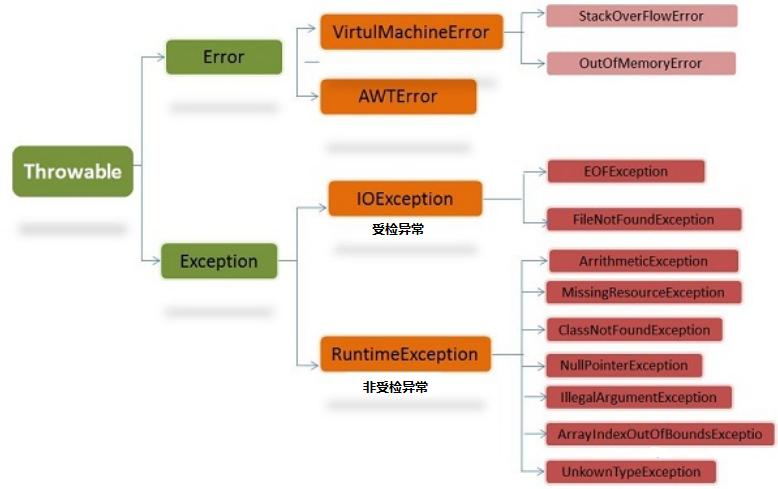 Throwable
Error
VirtulMachineError
StackOverFlowError
OutOfMemoryError
AWTError
Exception
IOException
受检异常
EOFException
FileNotFoundException
RuntimeException
非受检异常
ArrithmeticException
MissingResourceException
ClassNotFoundException
NullPointerException
IllegalArgumentException
ArrayIndexOutOfBoundsExceptio
UnkownTypeException